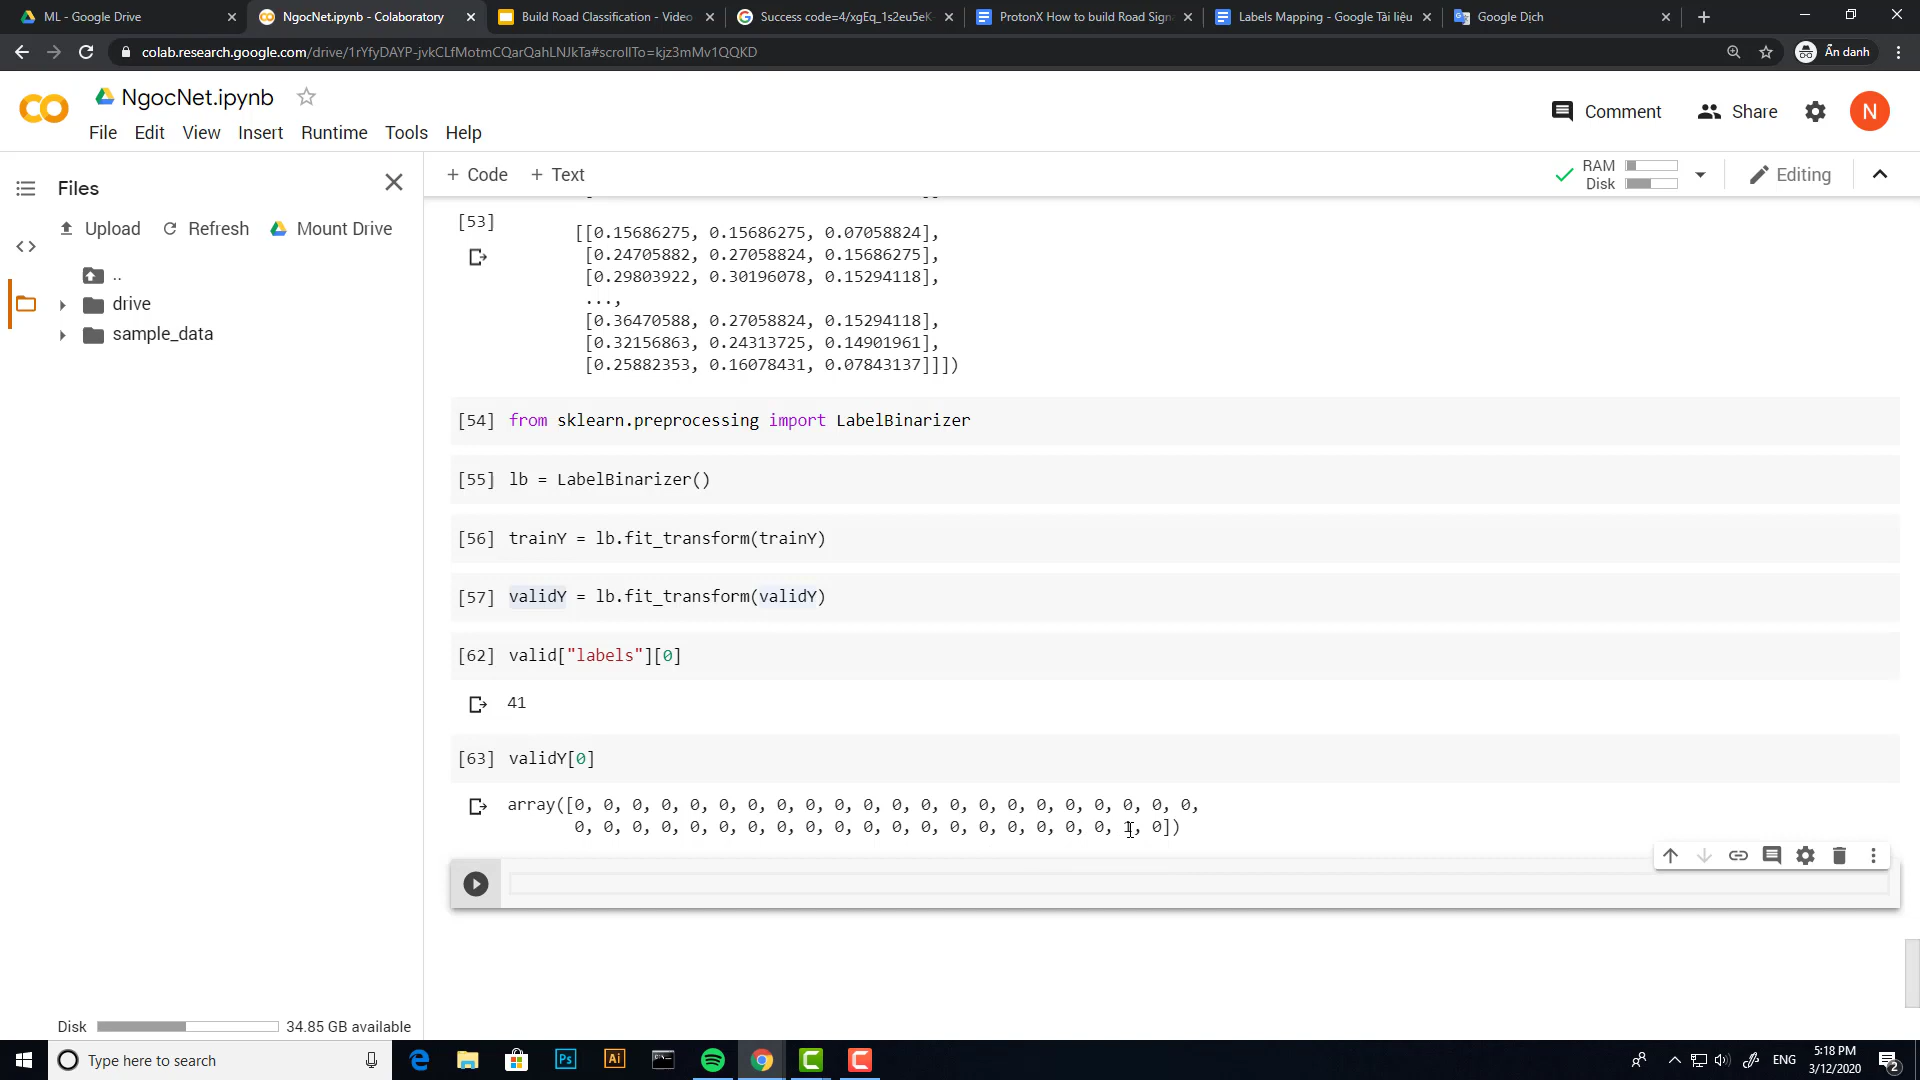 ML - Google Drive
NgocNet.ipynb - Colaboratory
Build Road Classification - Video
Success code=4/xgEq_1s2eu5eK
ProtonX How to build Road Sign
Labels Mapping - Google Tài liệu
Google Dịch
colab.research.google.com/drive/1rYfyDAYP-jvkCLfMotmCQarQahLNJkTa#scrollTo=kjz3mMv1QQKD
Ẩn danh
NgocNet.ipynb
Comment
Share
N
File Edit View Insert Runtime Tools Help
Files
+ Code + Text
RAM
Disk
Editing
Upload Refresh Mount Drive
..
drive
sample_data
[53]
[[0.15686275, 0.15686275, 0.07058824],
[0.24705882, 0.27058824, 0.15686275],
[0.29803922, 0.30196078, 0.15294118],
...,
[0.36470588, 0.27058824, 0.15294118],
[0.32156863, 0.24313725, 0.14901961],
[0.25882353, 0.16078431, 0.07843137]]])
[54] from sklearn.preprocessing import LabelBinarizer
[55] lb = LabelBinarizer()
[56] trainY = lb.fit_transform(trainY)
[57] validY = lb.fit_transform(validY)
[62] valid["labels"][0]
41
[63] validY[0]
array([0, 0, 0, 0, 0, 0, 0, 0, 0, 0, 0, 0, 0, 0, 0, 0, 0, 0, 0, 0, 0, 0,
0, 0, 0, 0, 0, 0, 0, 0, 0, 0, 0, 0, 0, 0, 0, 0, 0, 0, 0, 1, 0])
Disk 34.85 GB available
Type here to search
Ps
Ai
ENG
5:18 PM
3/12/2020
2